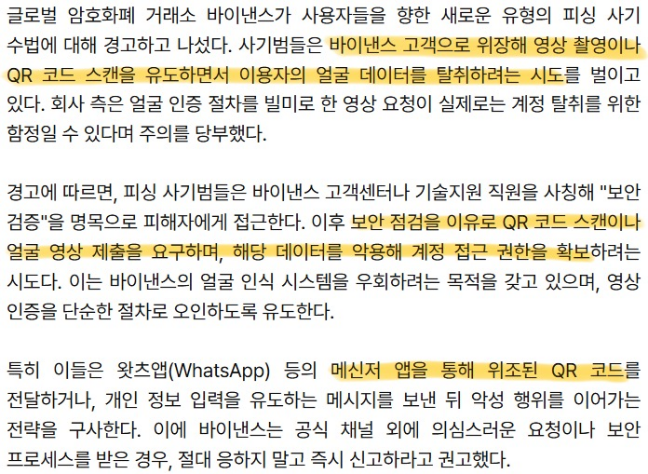 글로벌 암호화폐 거래소 바이낸스가 사용자들을 향한 새로운 유형의 피싱 사기
수법에 대해 경고하고 나섰다. 사기범들은 바이낸스 고객으로 위장해 영상 촬영이나
QR 코드 스캔을 유도하면서 이용자의 얼굴 데이터를 탈취하려는 시도를 벌이고
있다. 회사 측은 얼굴 인증 절차를 빌미로 한 영상 요청이 실제로는 계정 탈취를 위한
함정일 수 있다며 주의를 당부했다.
경고에 따르면, 피싱 사기범들은 바이낸스 고객센터나 기술지원 직원을 사칭해 "보안
검증"을 명목으로 피해자에게 접근한다. 이후 보안 점검을 이유로 QR 코드 스캔이나
얼굴 영상 제출을 요구하며, 해당 데이터를 악용해 계정 접근 권한을 확보하려는
시도다. 이는 바이낸스의 얼굴 인식 시스템을 우회하려는 목적을 갖고 있으며, 영상
인증을 단순한 절차로 오인하도록 유도한다.
특히 이들은 왓츠앱(WhatsApp) 등의 메신저 앱을 통해 위조된 QR 코드를
전달하거나, 개인 정보 입력을 유도하는 메시지를 보낸 뒤 악성 행위를 이어가는
전략을 구사한다. 이에 바이낸스는 공식 채널 외에 의심스러운 요청이나 보안
프로세스를 받은 경우, 절대 응하지 말고 즉시 신고하라고 권고했다.